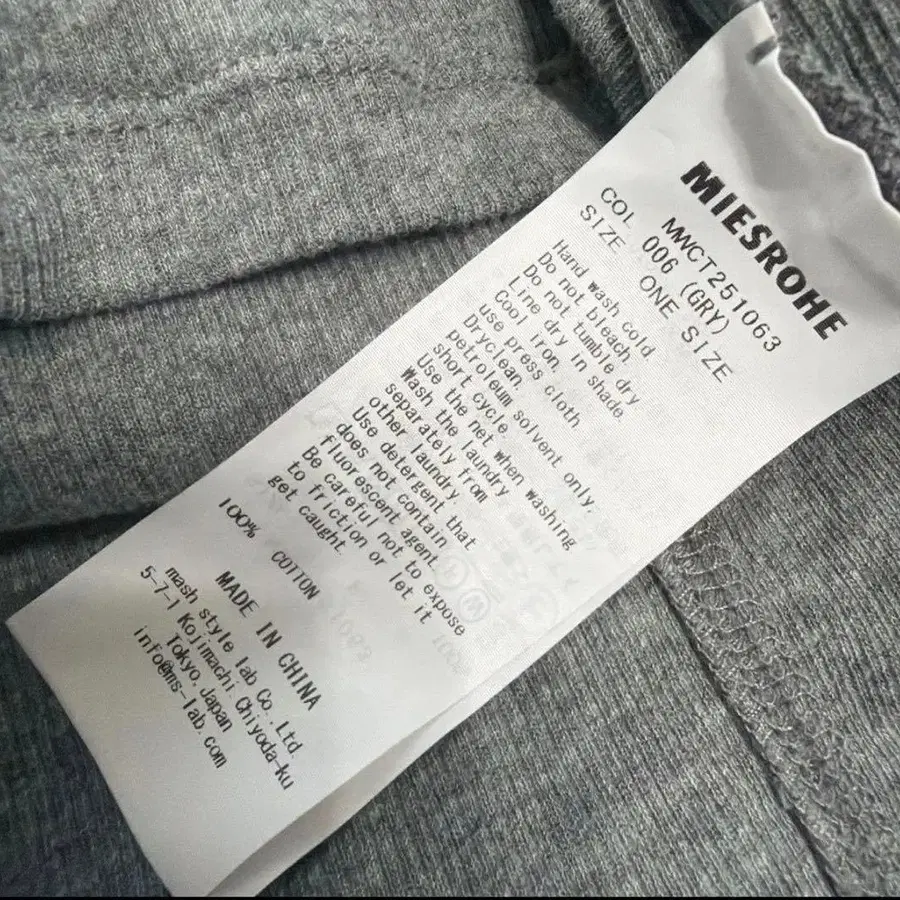 MIESROHE
MWCT251063
COL 006 (GRY)
SIZE ONE SIZE
Hand wash cold
Do not bleach.
Do not tumble dry
Line dry in shade.
Cool iron.
use press cloth
Dryclean.
petroleum solvent only,
short cycle.
Use the net when washing
Wash the laundry
separately from
other laundry.
Use detergent that
does not contain
fluorescent agent.
Be careful not to expose
to friction or let it
get caught.
100% COTTON
MADE IN CHINA
mash style lab Co., Ltd.
5-7-1 Kojimachi, Chiyoda-ku
Tokyo, Japan
info@ms-lab.com